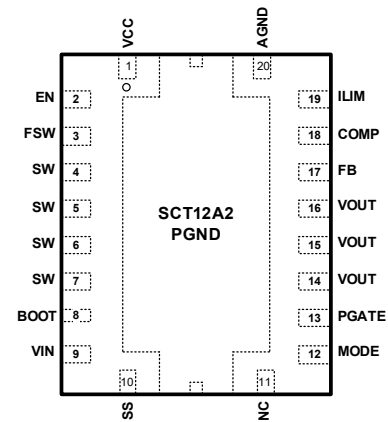 VCC
AGND
1
20
EN 2
19 ILIM
FSW 3
18 COMP
SW 4
17 FB
SW 5
16 VOUT
SCT12A2
PGND
SW 6
15 VOUT
SW 7
14 VOUT
BOOT 8
13 PGATE
VIN 9
12 MODE
10
11
SS
NC